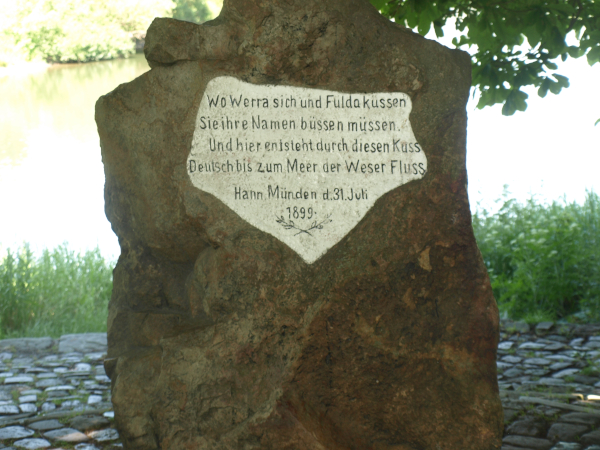 Wo Werra sich und Fulda küssen
Sie ihre Namen büssen müssen.
Und hier entsteht durch diesen Kuss
Deutsch bis zum Meer der Weser Fluss
Hann. Münden d. 31. Juli
1899.